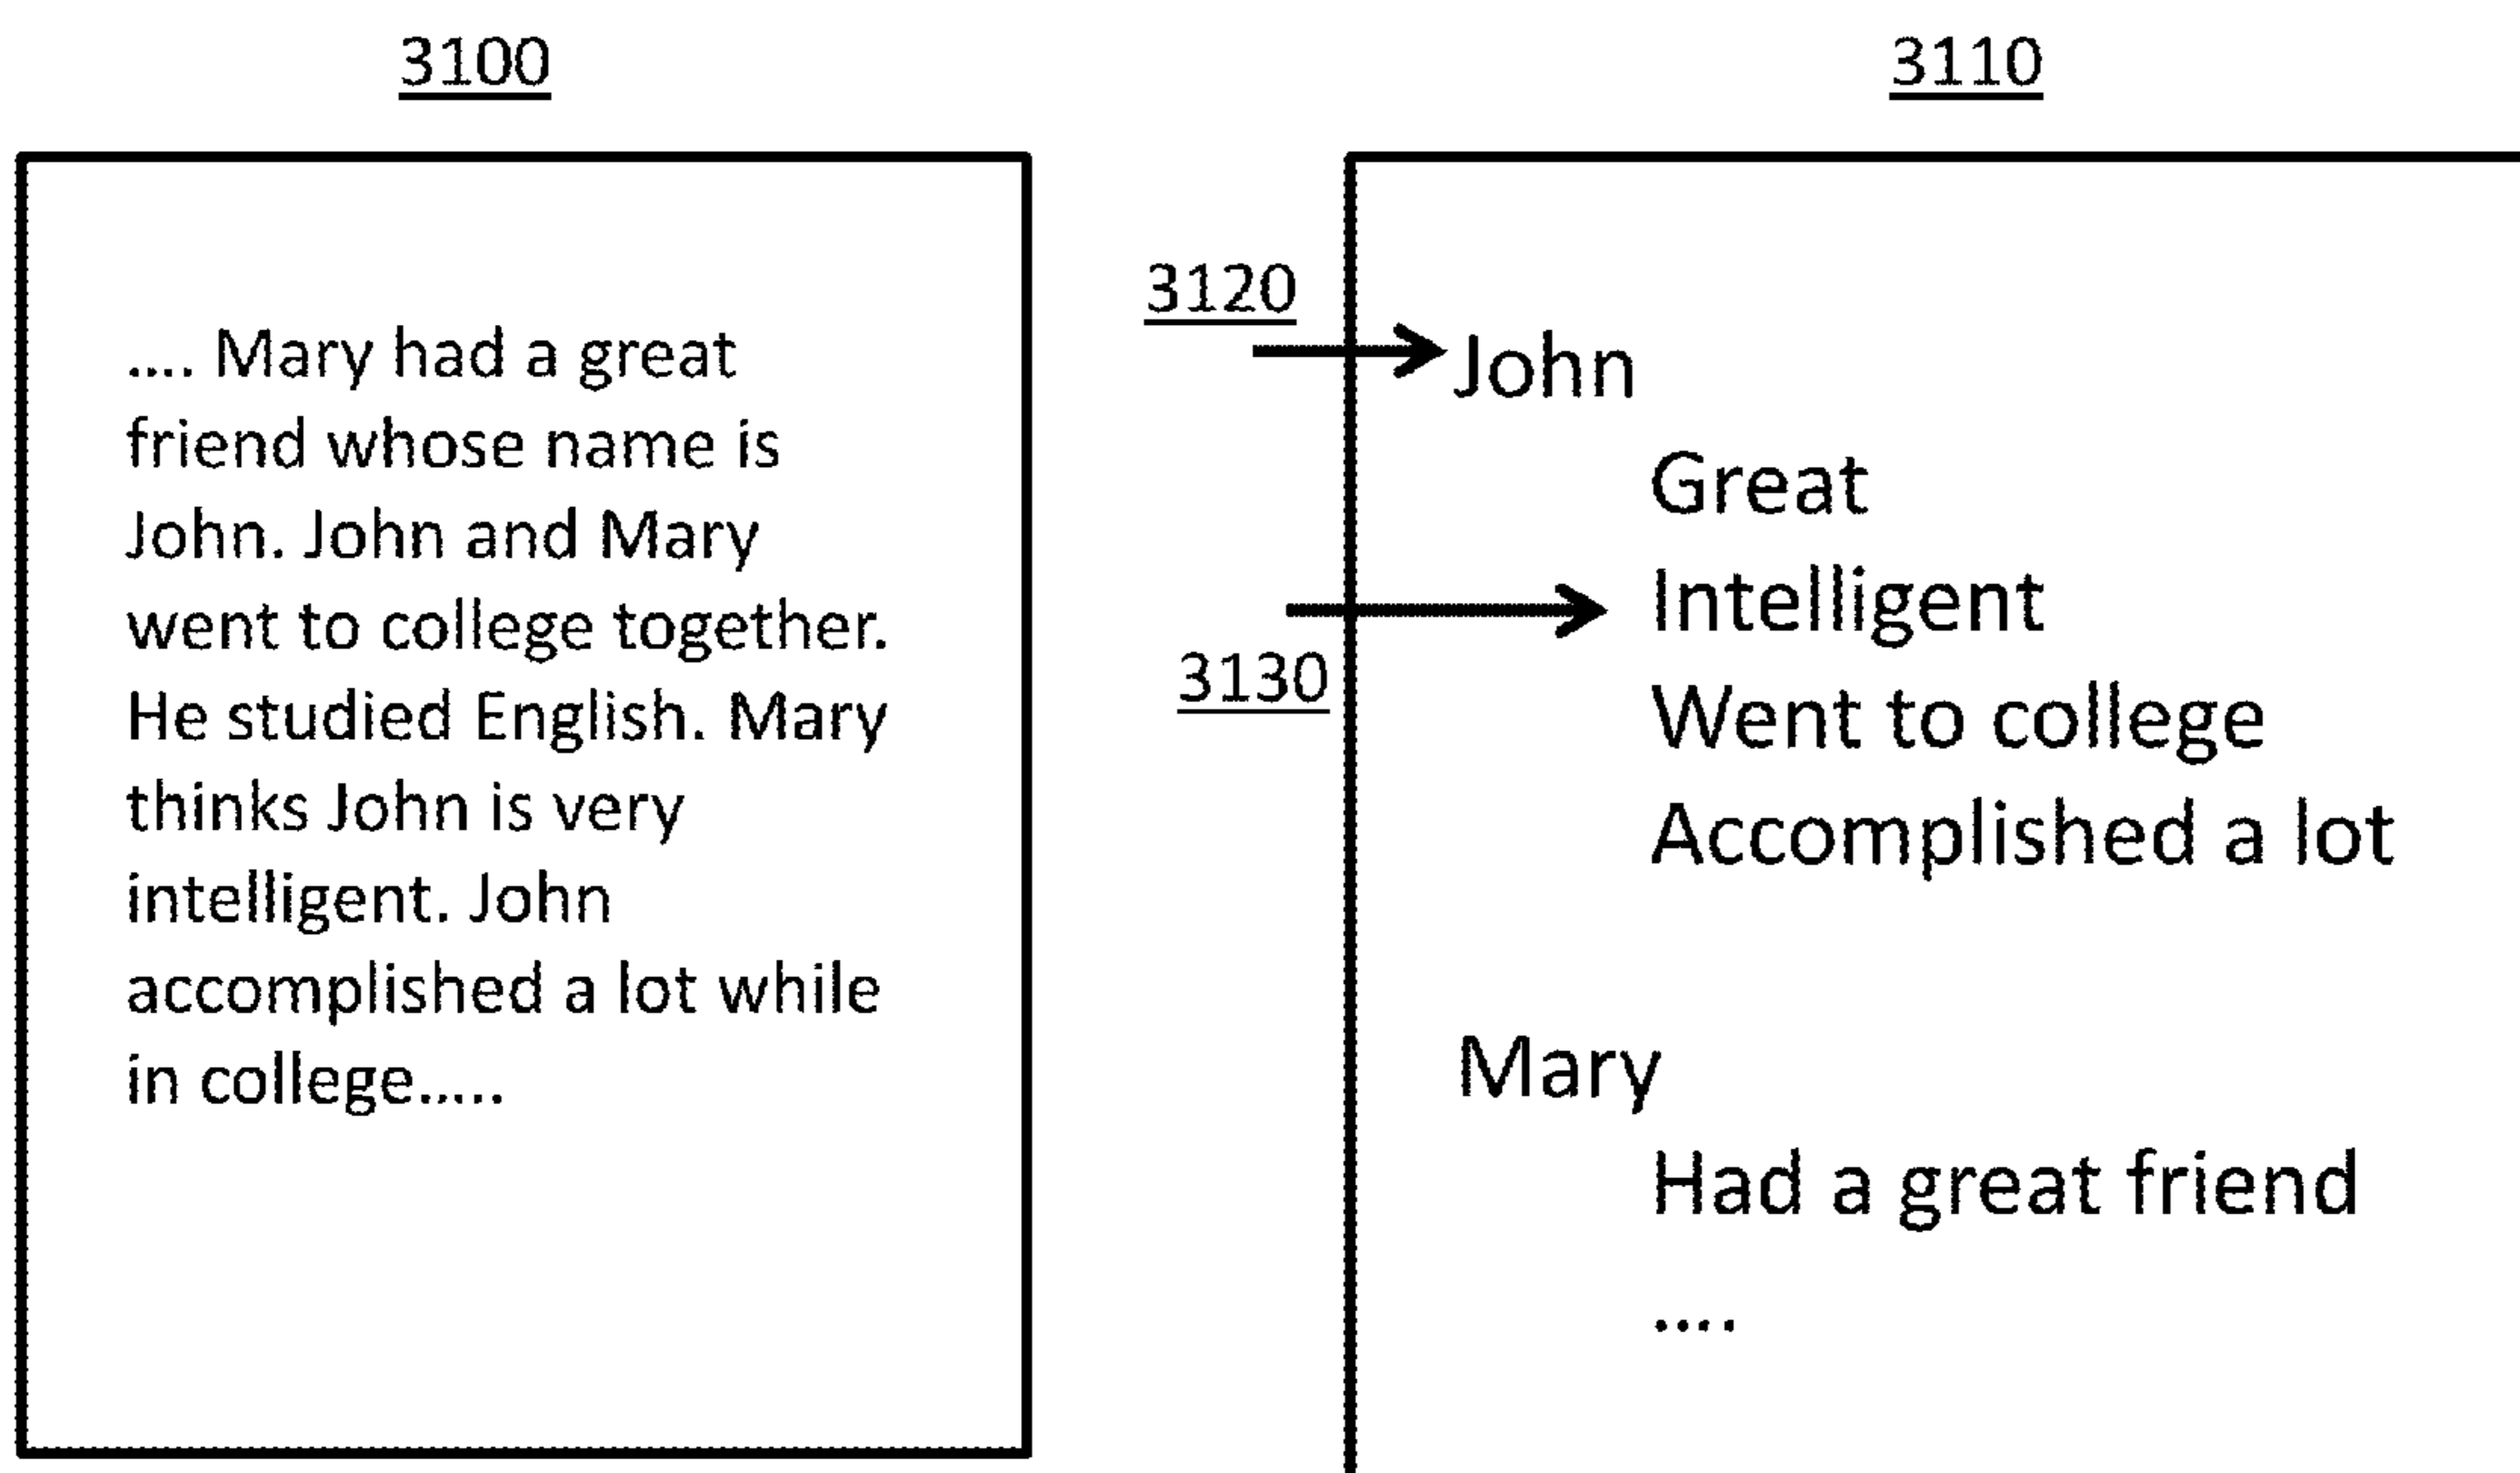 3100
.... Mary had a great
friend whose name is
John. John and Mary
went to college together.
He studied English. Mary
thinks John is very
intelligent. John
accomplished a lot while
in college.....
3110
3120
John
Great
Intelligent
3130
Went to college
Accomplished a lot
Mary
Had a great friend
....